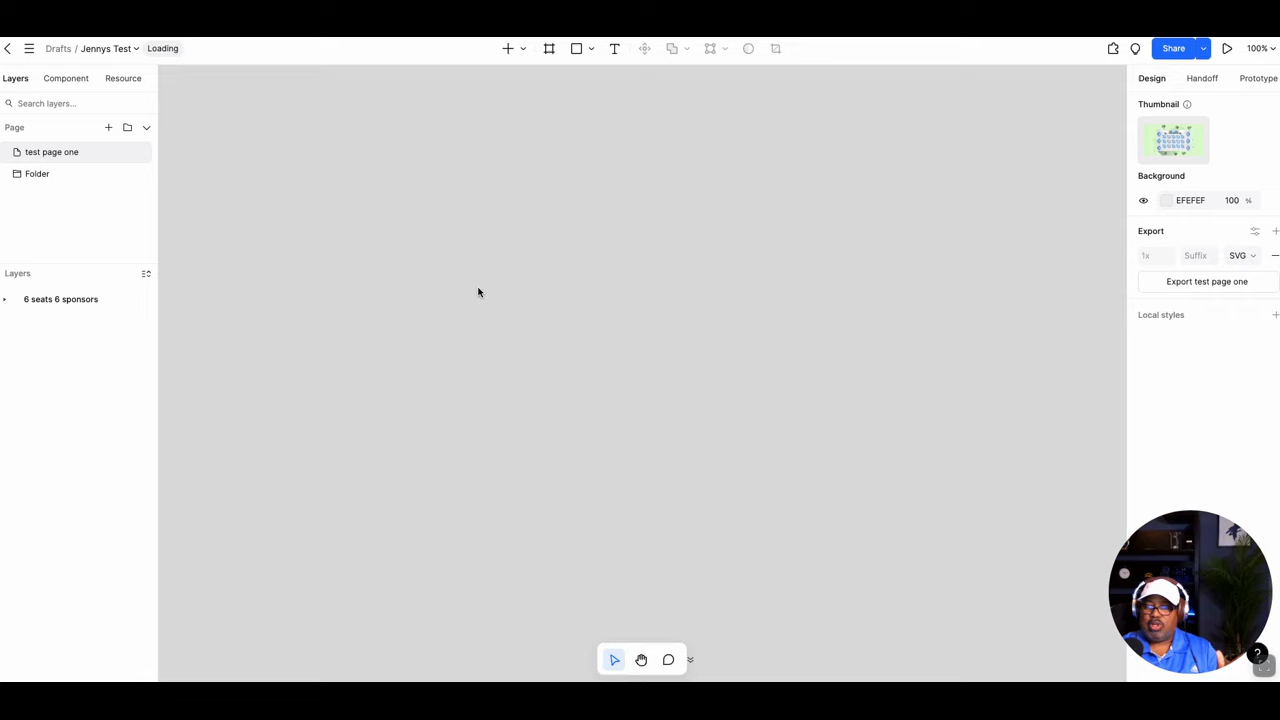 Drafts / Jennys Test Loading
Share
100%
Layers Component Resource
Search layers...
Page
test page one
Folder
Layers
6 seats 6 sponsors
Design Handoff Prototype
Thumbnail
Background
EFEFEF 100 %
Export
1x Suffix SVG
Export test page one
Local styles
?